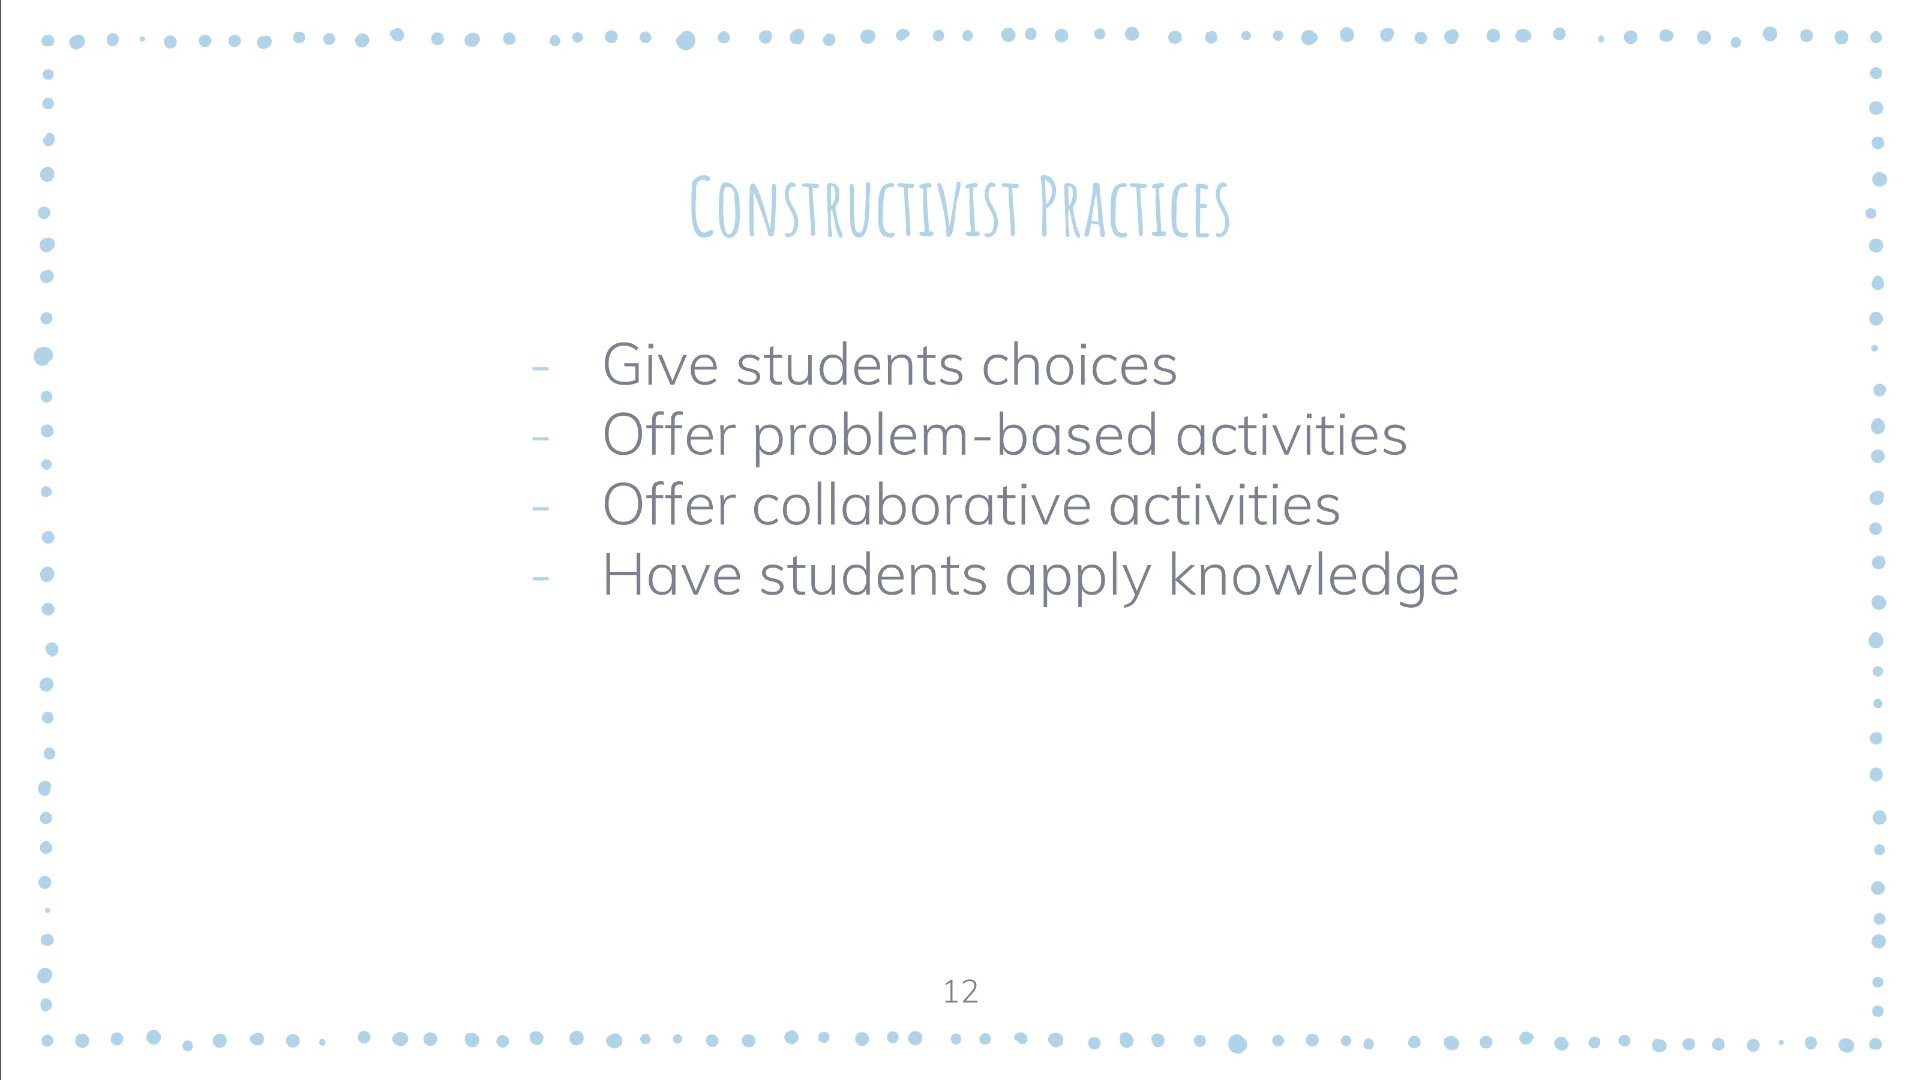 Constructivist Practices
- Give students choices
- Offer problem-based activities
- Offer collaborative activities
- Have students apply knowledge
12